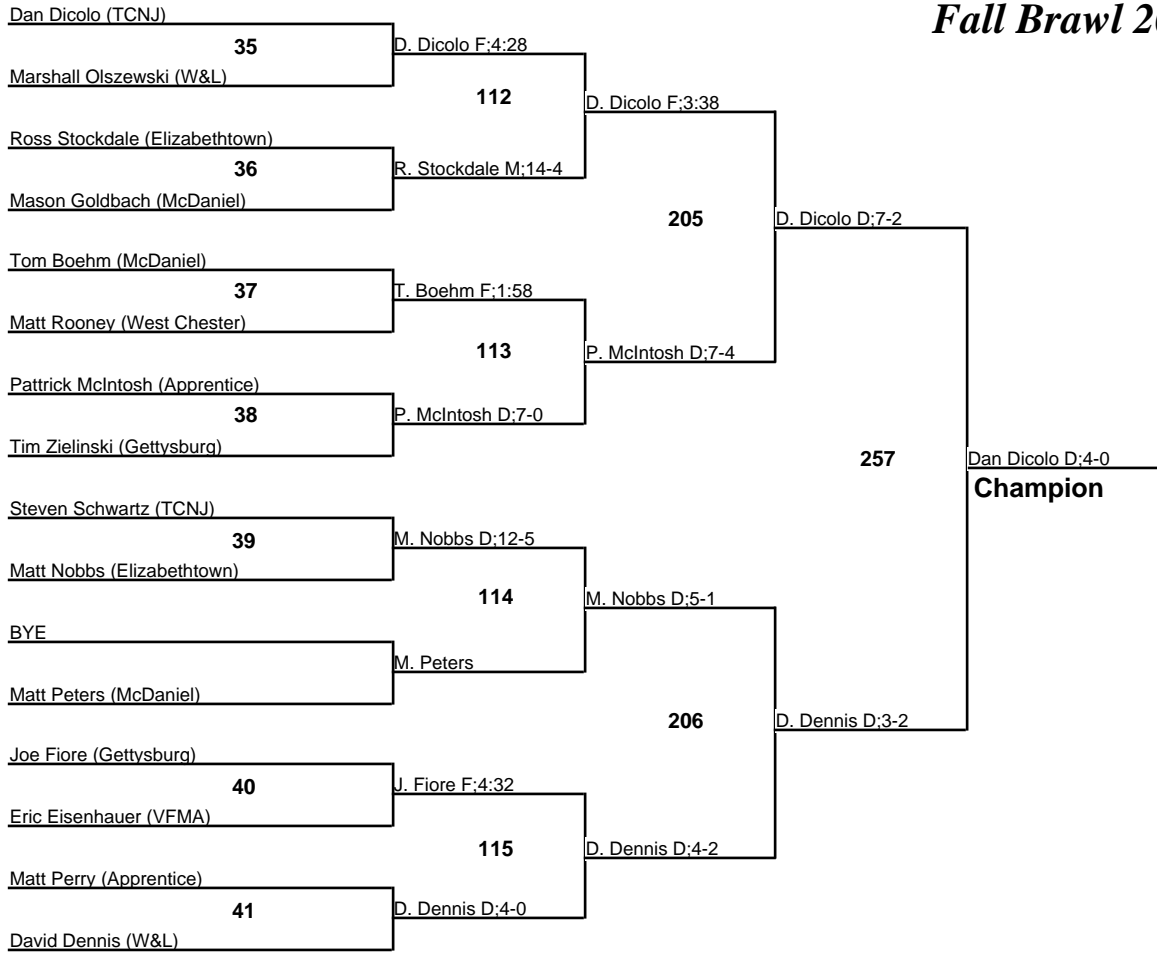 Fall Brawl 20
Dan Dicolo (TCNJ)
35
D. Dicolo F;4:28
Marshall Olszewski (W&L)
112
D. Dicolo F;3:38
Ross Stockdale (Elizabethtown)
36
R. Stockdale M;14-4
Mason Goldbach (McDaniel)
205
D. Dicolo D;7-2
Tom Boehm (McDaniel)
37
T. Boehm F;1:58
Matt Rooney (West Chester)
113
P. McIntosh D;7-4
Pattrick McIntosh (Apprentice)
38
P. McIntosh D;7-0
Tim Zielinski (Gettysburg)
257
Dan Dicolo D;4-0
Champion
Steven Schwartz (TCNJ)
39
M. Nobbs D;12-5
Matt Nobbs (Elizabethtown)
114
M. Nobbs D;5-1
BYE
M. Peters
Matt Peters (McDaniel)
206
D. Dennis D;3-2
Joe Fiore (Gettysburg)
40
J. Fiore F;4:32
Eric Eisenhauer (VFMA)
115
D. Dennis D;4-2
Matt Perry (Apprentice)
41
D. Dennis D;4-0
David Dennis (W&L)